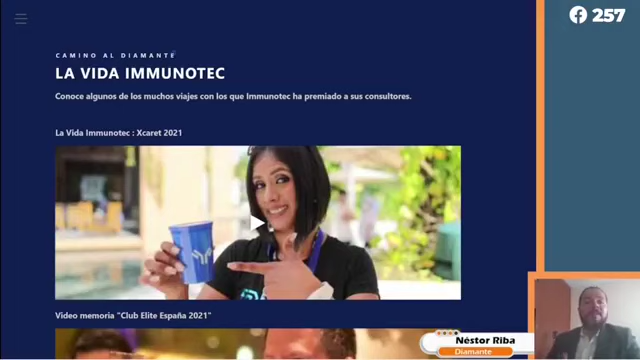 257
CAMINO AL DIAMANTE
LA VIDA IMMUNOTEC
Conoce algunos de los muchos viajes con los que Immunotec ha premiado a sus consultores.
La Vida Immunotec : Xcaret 2021
Video memoria "Club Elite España 2021"
Néstor Riba
Diamante